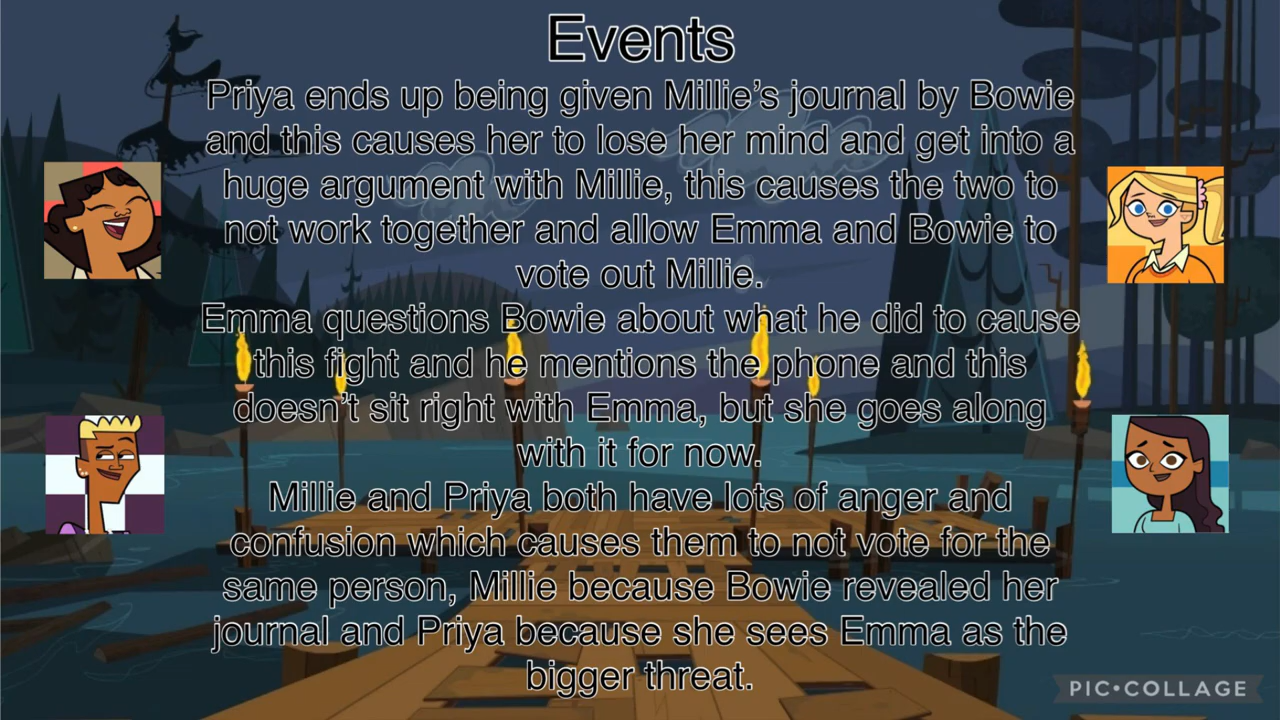 Events
Priya ends up being given Millie’s journal by Bowie
and this causes her to lose her mind and get into a
huge argument with Millie, this causes the two to
not work together and allow Emma and Bowie to
vote out Millie.
Emma questions Bowie about what he did to cause
this fight and he mentions the phone and this
doesn’t sit right with Emma, but she goes along
with it for now.
Millie and Priya both have lots of anger and
confusion which causes them to not vote for the
same person, Millie because Bowie revealed her
journal and Priya because she sees Emma as the
bigger threat.
PIC•COLLAGE